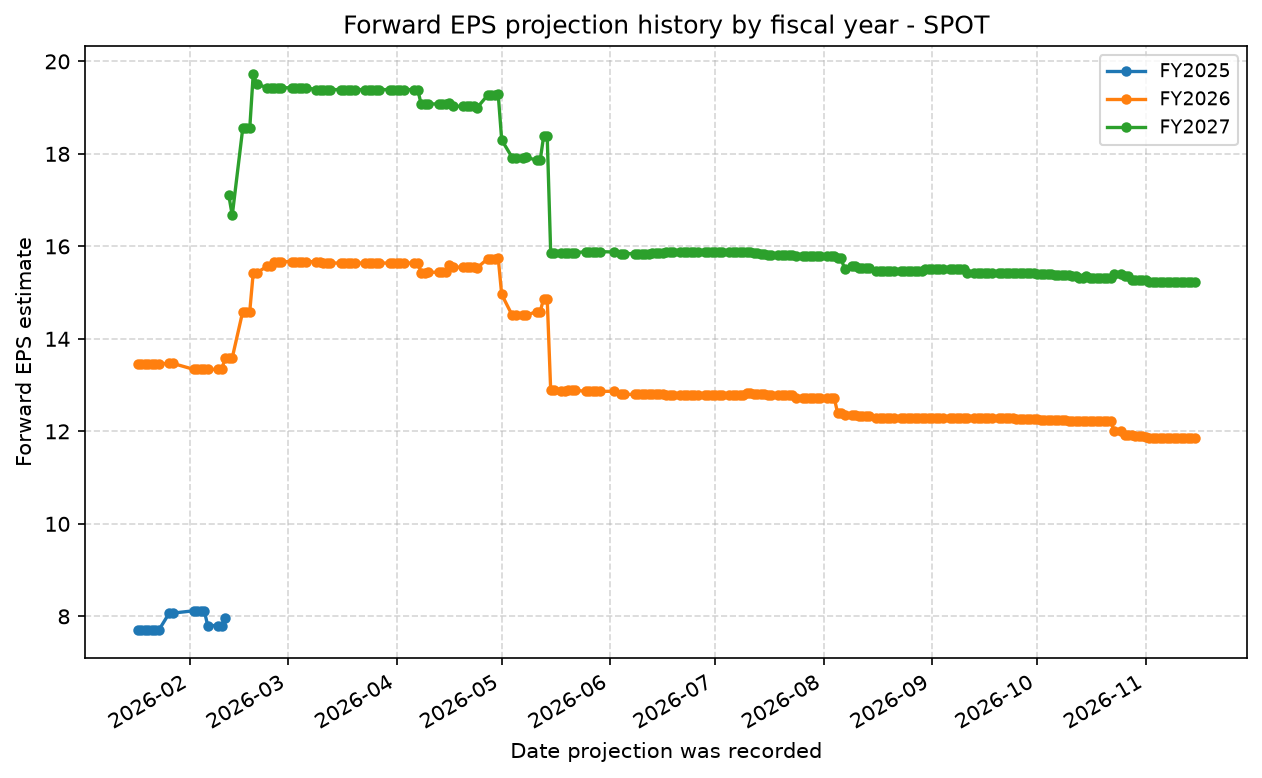 Forward EPS projection history by fiscal year - SPOT
20
18
16
14
12
10
8
Forward EPS estimate
FY2025
FY2026
FY2027
2026-02
2026-03
2026-04
2026-05
2026-06
2026-07
2026-08
2026-09
2026-10
2026-11
Date projection was recorded